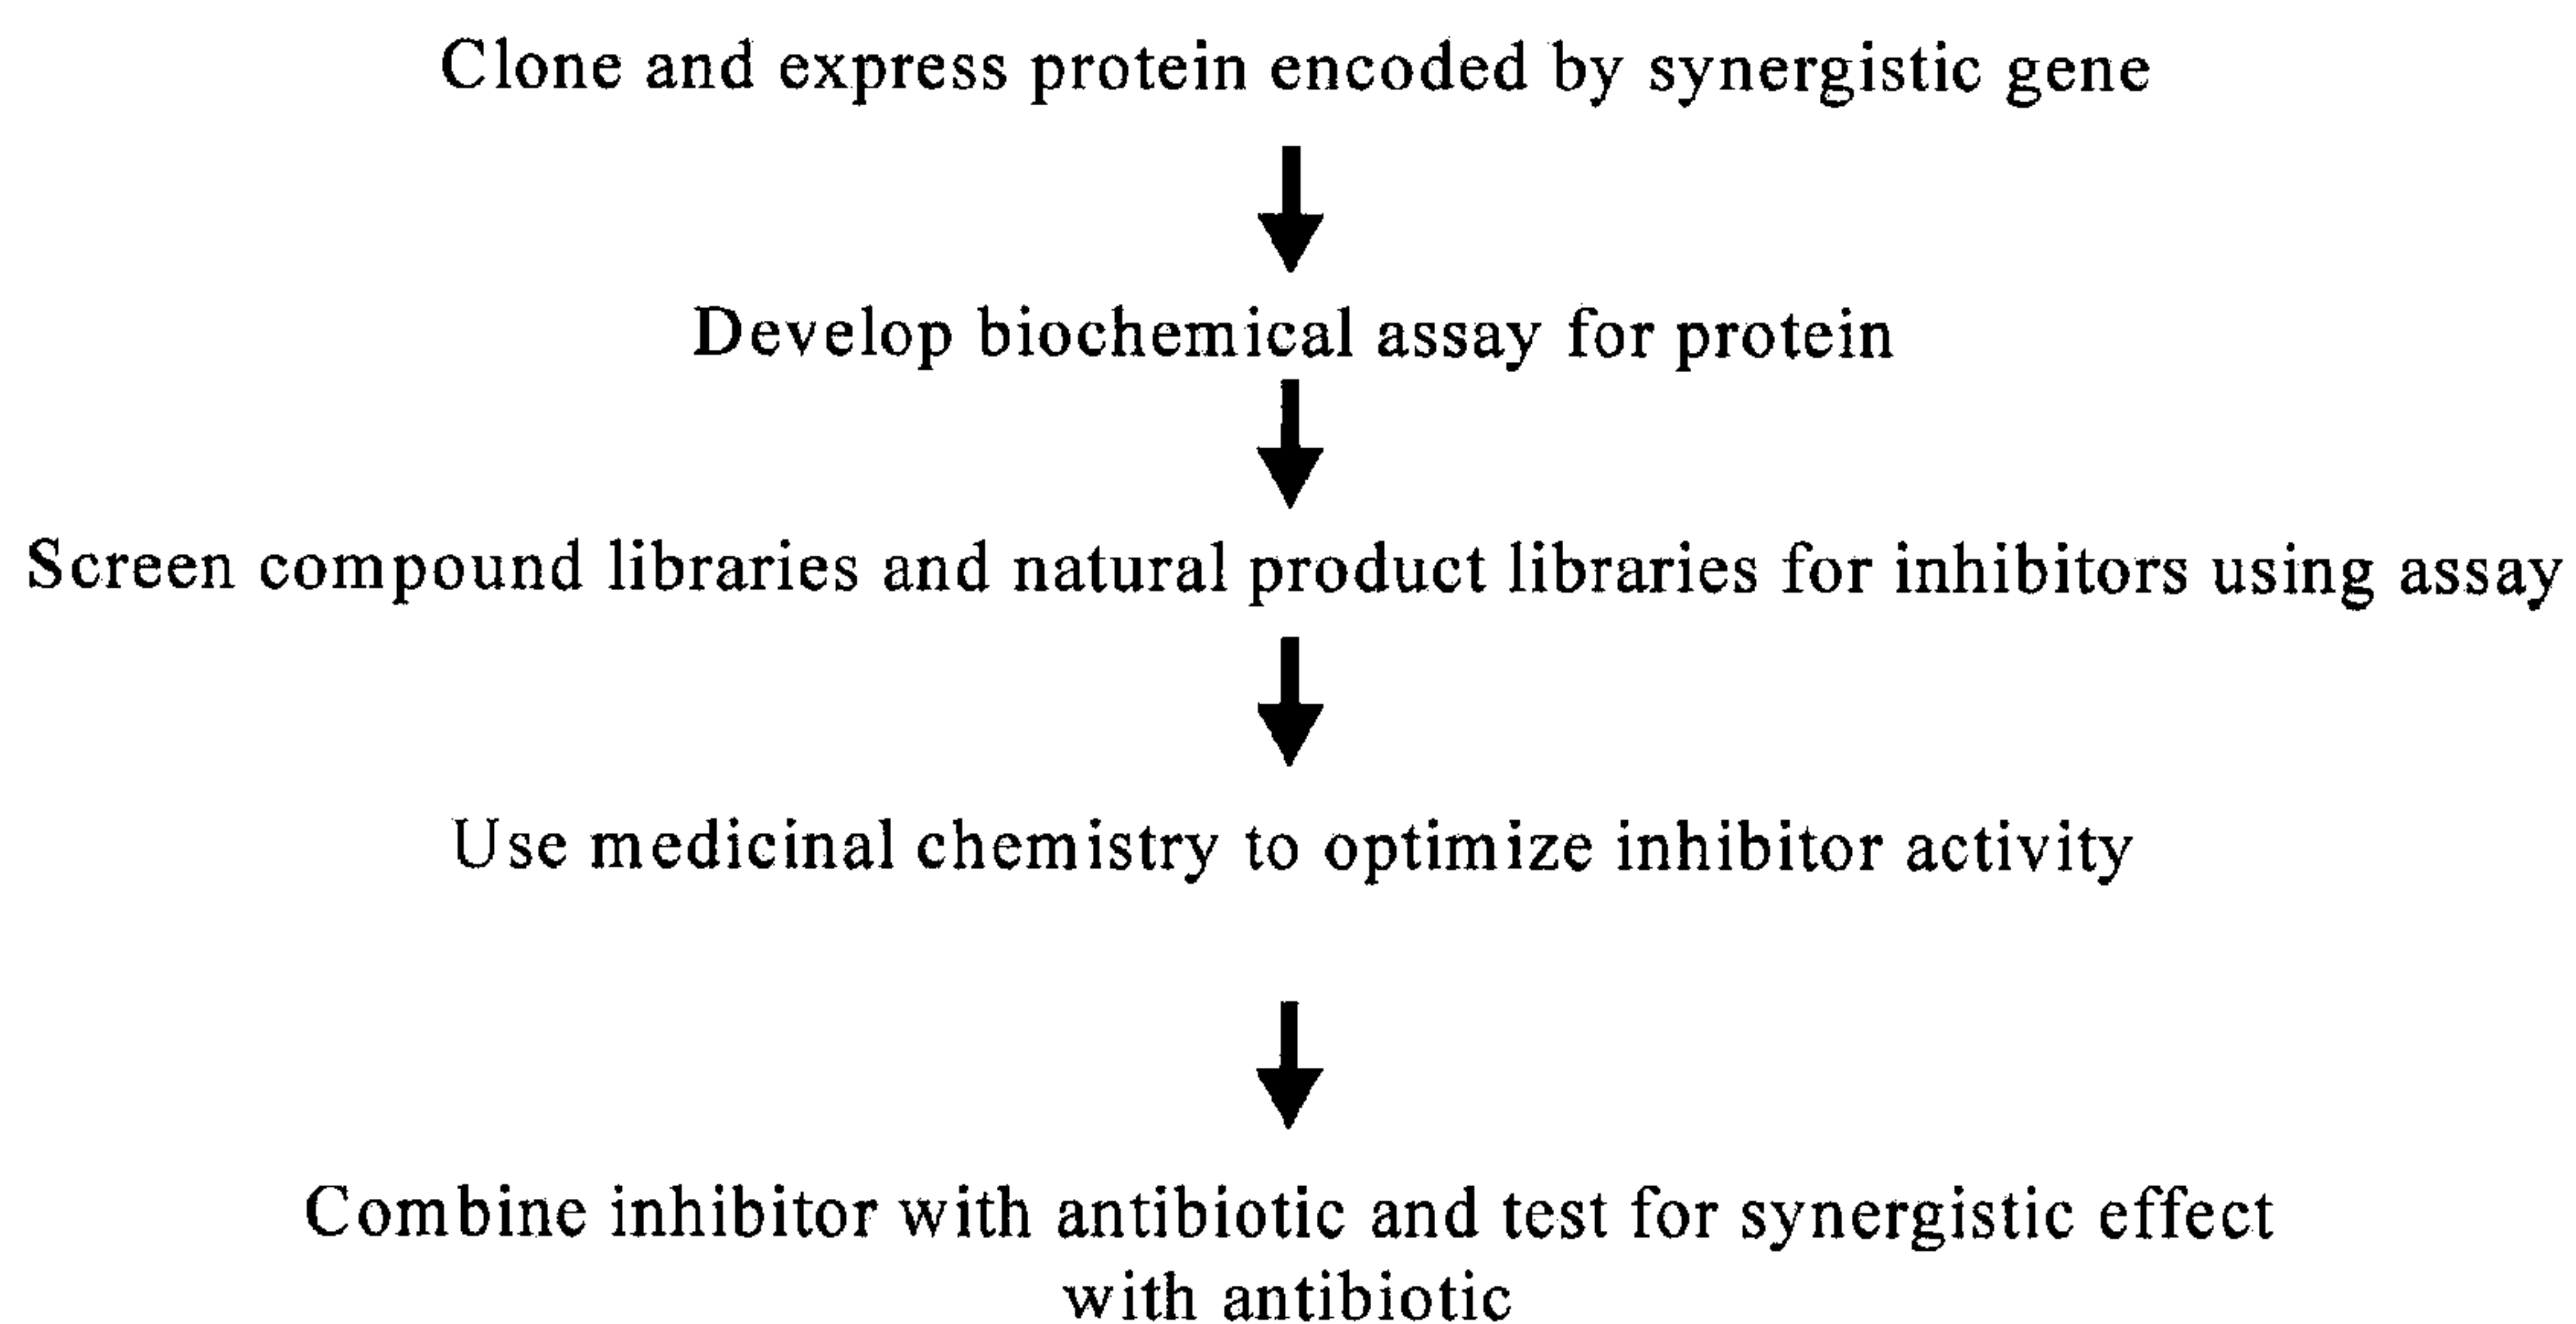 Clone and express protein encoded by synergistic gene
Develop biochemical assay for protein
Screen compound libraries and natural product libraries for inhibitors using assay
Use medicinal chemistry to optimize inhibitor activity
Combine inhibitor with antibiotic and test for synergistic effect
with antibiotic